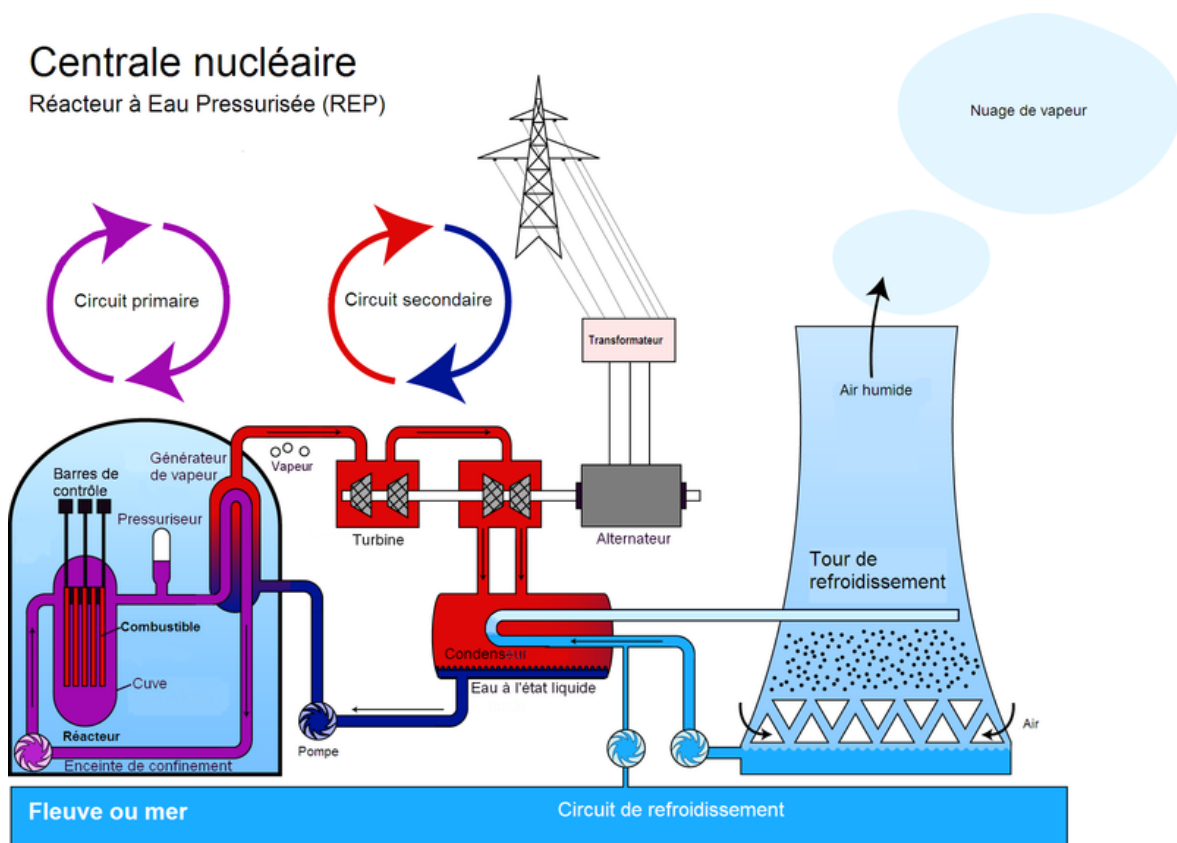 Centrale nucléaire
Réacteur à Eau Pressurisée (REP)
Nuage de vapeur
Circuit primaire
Circuit secondaire
Transformateur
Air humide
Générateur
de vapeur
Vapeur
Barres de
contrôle
Pressuriseur
Turbine
Alternateur
Tour de
refroidissement
Combustible
Condenseur
Cuve
Eau à l'état liquide
Réacteur
Pompe
Air
Enceinte de confinement
Fleuve ou mer
Circuit de refroidissement